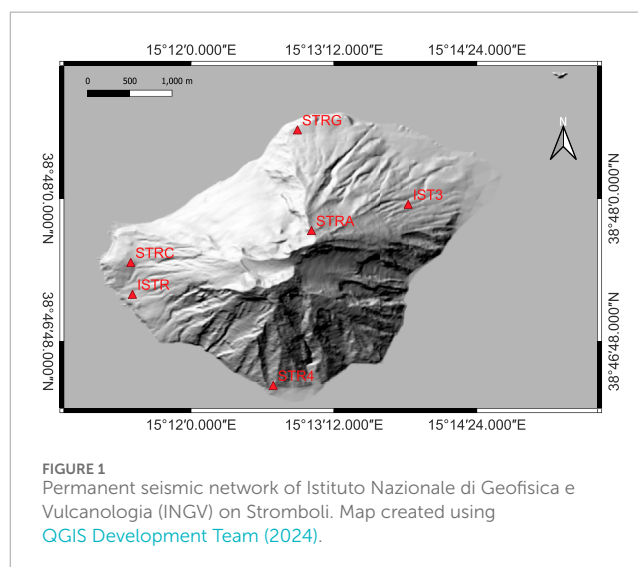 15°12′0.000″E 15°13′12.000″E 15°14′24.000″E
0 500 1,000 m
N
STRG
38°48′0.000″N 38°48′0.000″N
IST3
STRA
STRC
ISTR
38°46′48.000″N 38°46′48.000″N
STR4
15°12′0.000″E 15°13′12.000″E 15°14′24.000″E
FIGURE 1
Permanent seismic network of Istituto Nazionale di Geofisica e
Vulcanologia (INGV) on Stromboli. Map created using
QGIS Development Team (2024).